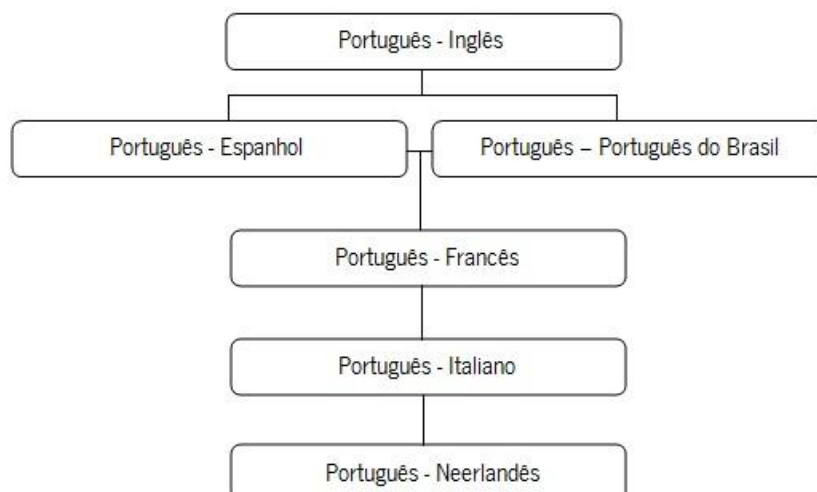 Português - Inglês
Português - Espanhol
Português – Português do Brasil
Português - Francês
Português - Italiano
Português - Neerlandês